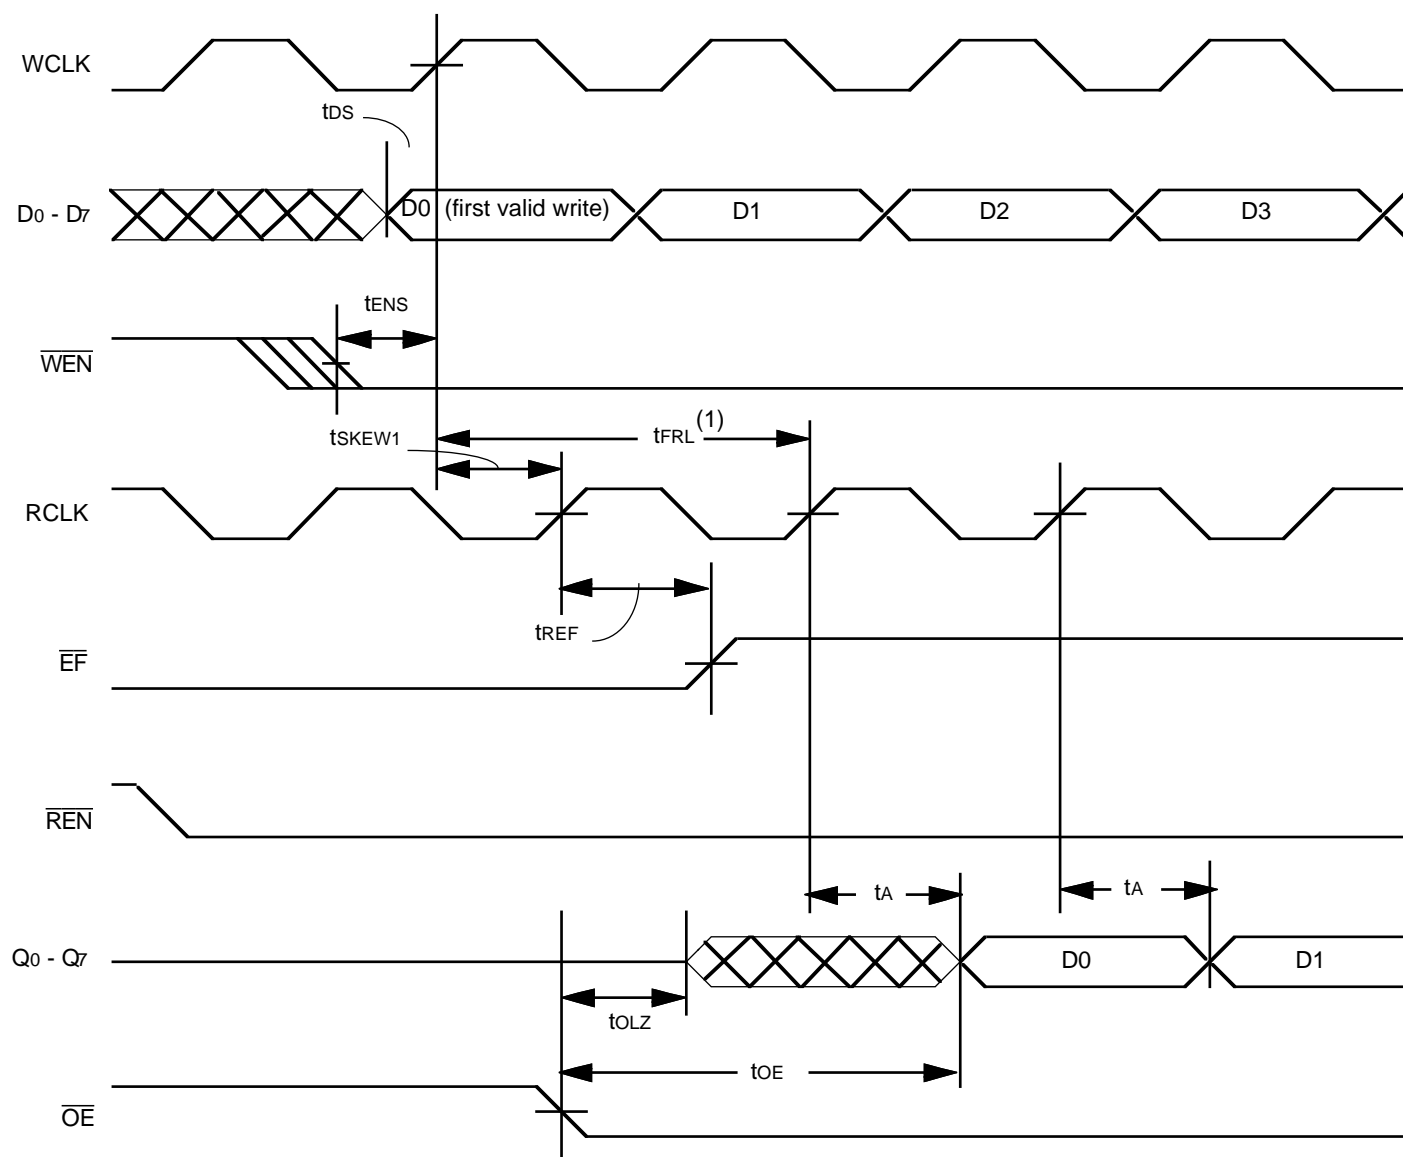 WCLK
tDS
D0 - D7
D0 (first valid write)
D1
D2
D3
tENS
WEN
tSKEW1
tFRL(1)
RCLK
tREF
EF
REN
tA
tA
Q0 - Q7
D0
D1
tOLZ
tOE
OE